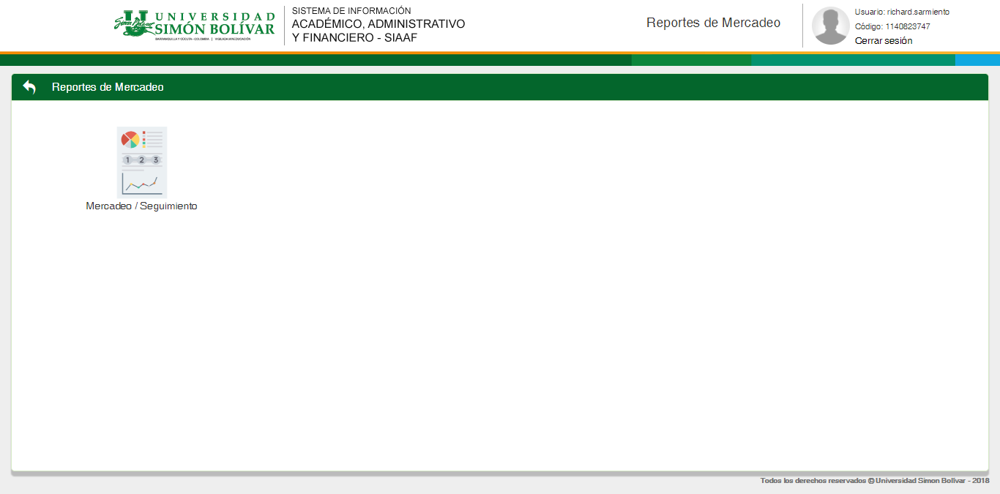 UNIVERSIDAD
SIMÓN BOLÍVAR
BARRANQUILLA Y CÚCUTA - COLOMBIA | VIGILADA MINEDUCACIÓN
SISTEMA DE INFORMACIÓN
ACADÉMICO, ADMINISTRATIVO
Y FINANCIERO - SIAAF
Reportes de Mercadeo
Usuario: richard.sarmiento
Código: 1140823747
Cerrar sesión
Reportes de Mercadeo
1 2 3
Mercadeo / Seguimiento
Todos los derechos reservados @ Universidad Simon Bolívar - 2018